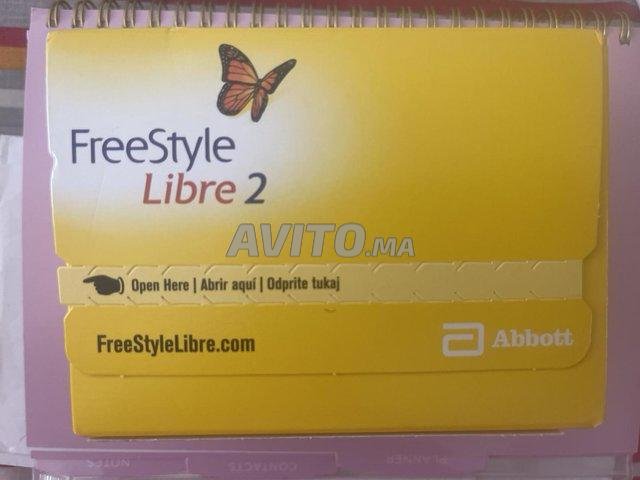 FreeStyle
Libre 2
AVITO.MA
Open Here | Abrir aquí | Odprite tukaj
FreeStyleLibre.com
Abbott
NOTES
CONTACTS
PLANNER